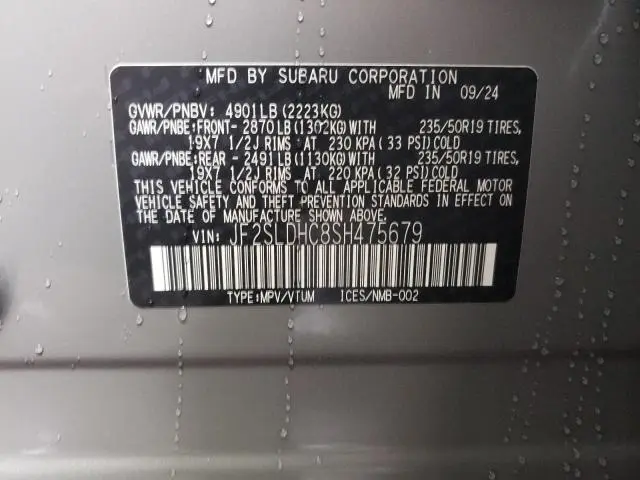 MFD BY SUBARU CORPORATION
MFD IN 09/24
GVWR/PNBV: 4901LB (2223KG)
GAWR/PNBE:FRONT- 2870LB(1302KG)WITH 235/50R19 TIRES,
19X7 1/2J RIMS AT 230 KPA (33 PSI)COLD
GAWR/PNBE:REAR - 2491LB(1130KG)WITH 235/50R19 TIRES,
19X7 1/2J RIMS AT 220 KPA (32 PSI)COLD
THIS VEHICLE CONFORMS TO ALL APPLICABLE FEDERAL MOTOR
VEHICLE SAFETY AND THEFT PREVENTION STANDARDS IN EFFECT ON
THE DATE OF MANUFACTURE SHOWN ABOVE.
VIN: JF2SLDHC8SH475679
TYPE:MPV/VTUM ICES/NMB-002